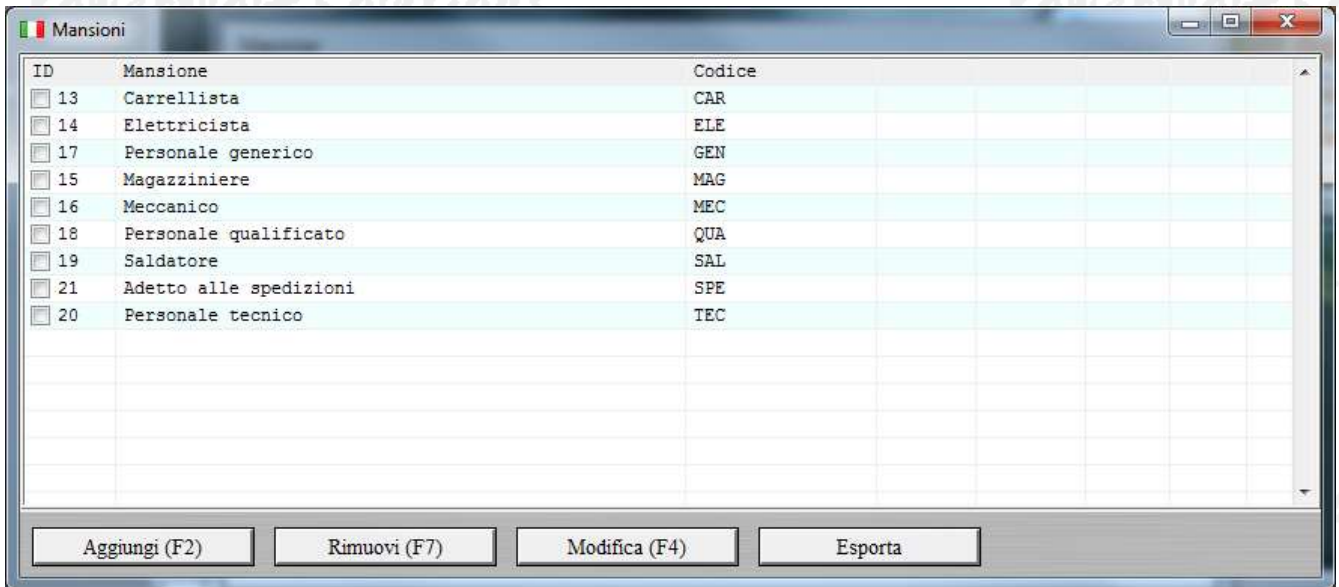 Mansioni
ID Mansione Codice
13 Carrellista CAR
14 Elettricista ELE
17 Personale generico GEN
15 Magazziniere MAG
16 Meccanico MEC
18 Personale qualificato QUA
19 Saldatore SAL
21 Adetto alle spedizioni SPE
20 Personale tecnico TEC
Aggiungi (F2) Rimuovi (F7) Modifica (F4) Esporta